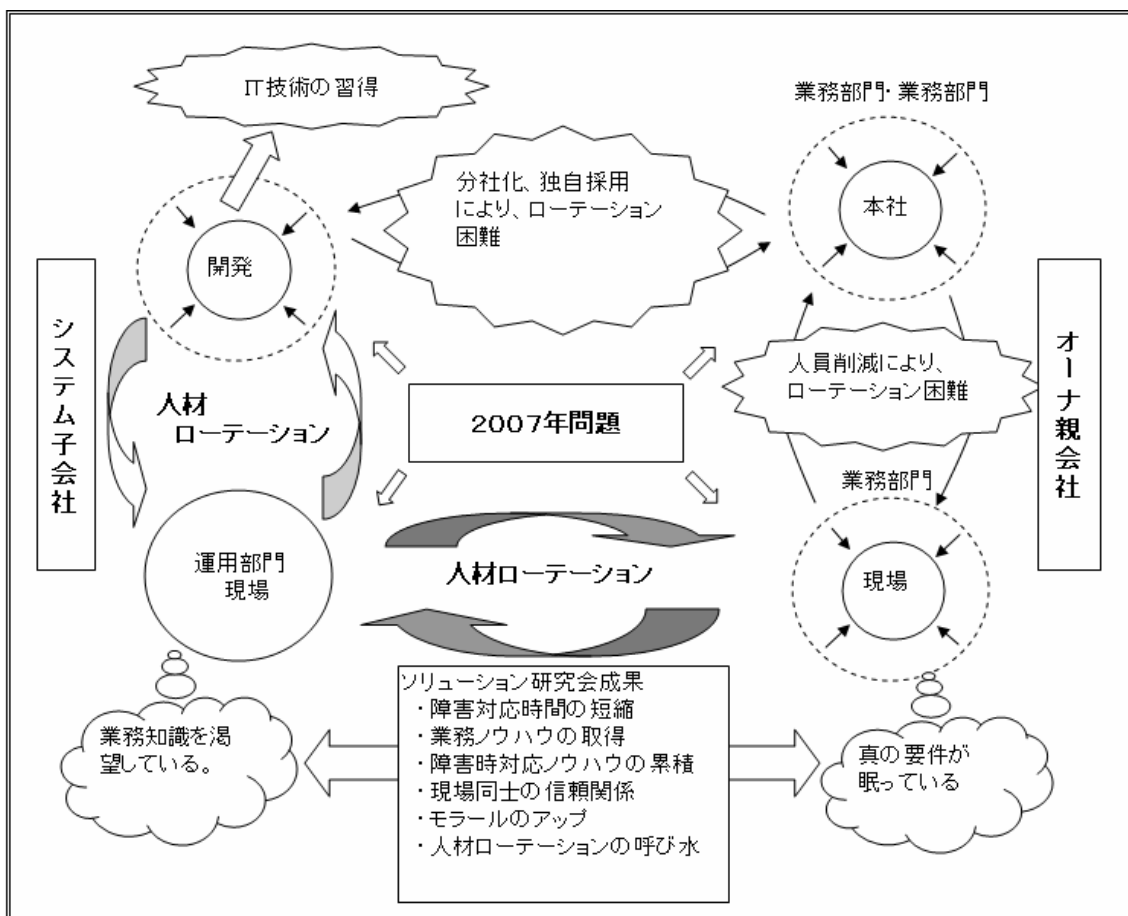 IT技術の習得
業務部門・業務部門
分社化、独自採用
により、ローテーション
困難
本社
開発
システム子会社
オーナ親会社
人員削減により、
ローテーション困難
人材
ローテーション
2007年問題
業務部門
運用部門
現場
人材ローテーション
現場
ソリューション研究会成果
・障害対応時間の短縮
・業務ノウハウの取得
・障害時対応ノウハウの累積
・現場同士の信頼関係
・モラールのアップ
・人材ローテーションの呼び水
業務知識を渇
望している。
真の要件が
眠っている